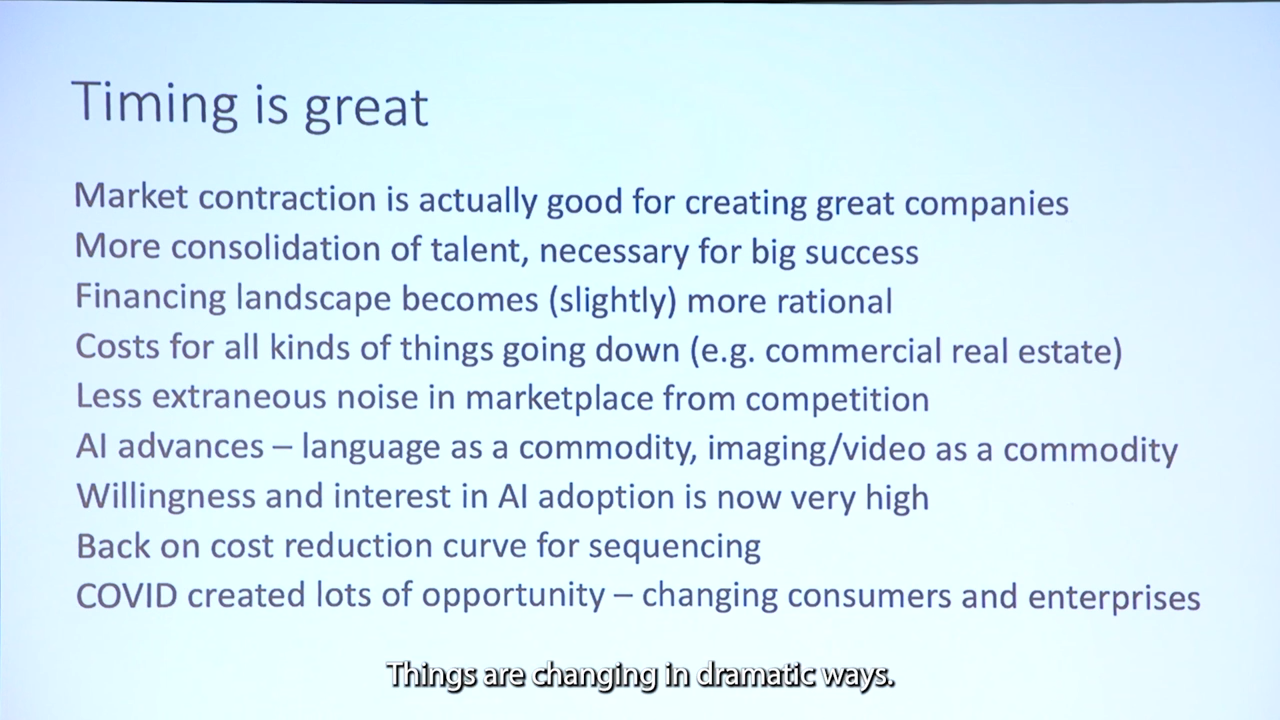 Timing is great
Market contraction is actually good for creating great companies
More consolidation of talent, necessary for big success
Financing landscape becomes (slightly) more rational
Costs for all kinds of things going down (e.g. commercial real estate)
Less extraneous noise in marketplace from competition
AI advances – language as a commodity, imaging/video as a commodity
Willingness and interest in AI adoption is now very high
Back on cost reduction curve for sequencing
COVID created lots of opportunity – changing consumers and enterprises
Things are changing in dramatic ways.